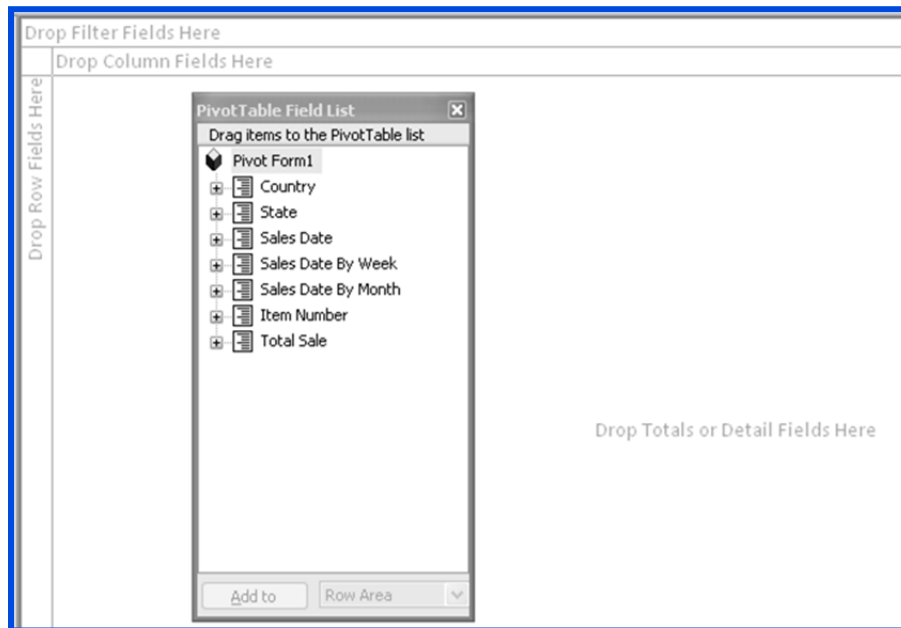 Drop Filter Fields Here
Drop Column Fields Here
Drop Row Fields Here
PivotTable Field List
Drag items to the PivotTable list
Pivot Form1
Country
State
Sales Date
Sales Date By Week
Sales Date By Month
Item Number
Total Sale
Drop Totals or Detail Fields Here
Add to
Row Area